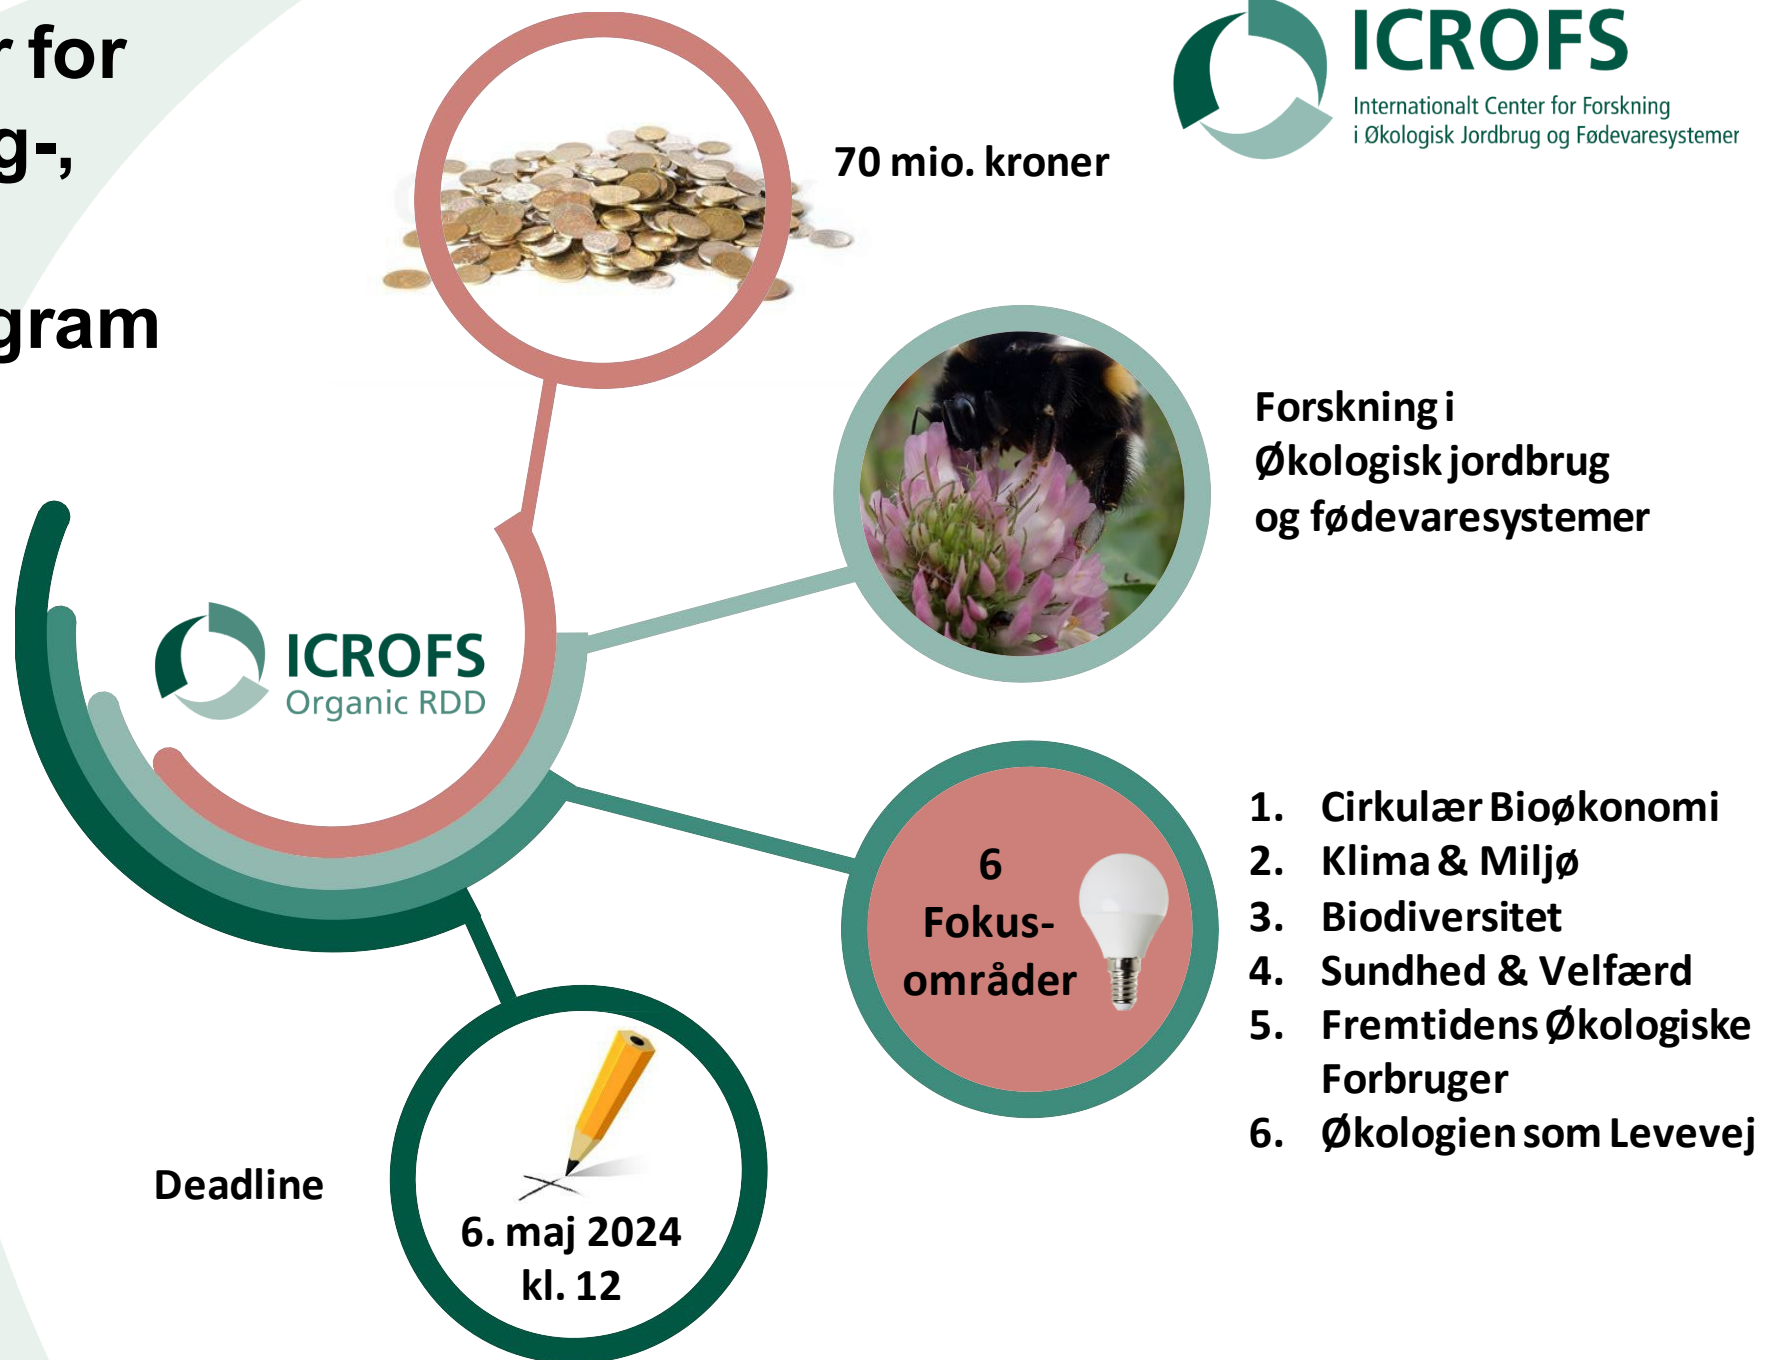 r for
g-,
gram
ICROFS
Internationalt Center for Forskning
i Økologisk Jordbrug og Fødevaresystemer
70 mio. kroner
Forskning i
Økologisk jordbrug
og fødevaresystemer
ICROFS
Organic RDD
6
Fokus-
områder
1. Cirkulær Bioøkonomi
2. Klima & Miljø
3. Biodiversitet
4. Sundhed & Velfærd
5. Fremtidens Økologiske
Forbruger
6. Økologien som Levevej
Deadline
6. maj 2024
kl. 12